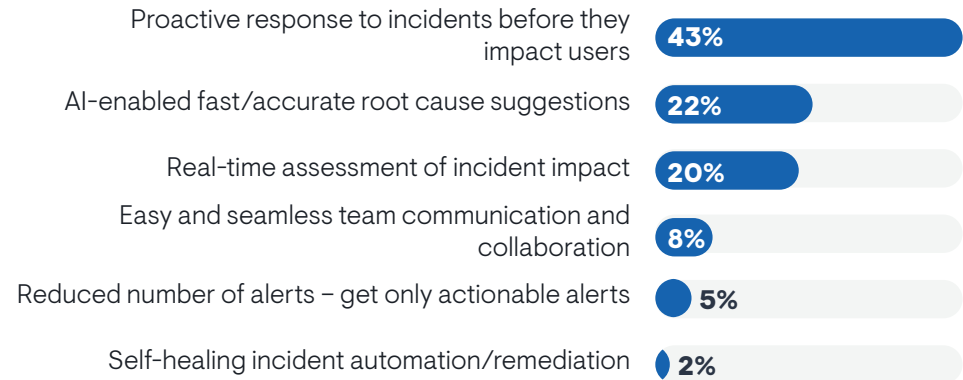 Proactive response to incidents before they
impact users
43%
AI-enabled fast/accurate root cause suggestions
22%
Real-time assessment of incident impact
20%
Easy and seamless team communication and
collaboration
8%
Reduced number of alerts – get only actionable alerts
5%
Self-healing incident automation/remediation
2%